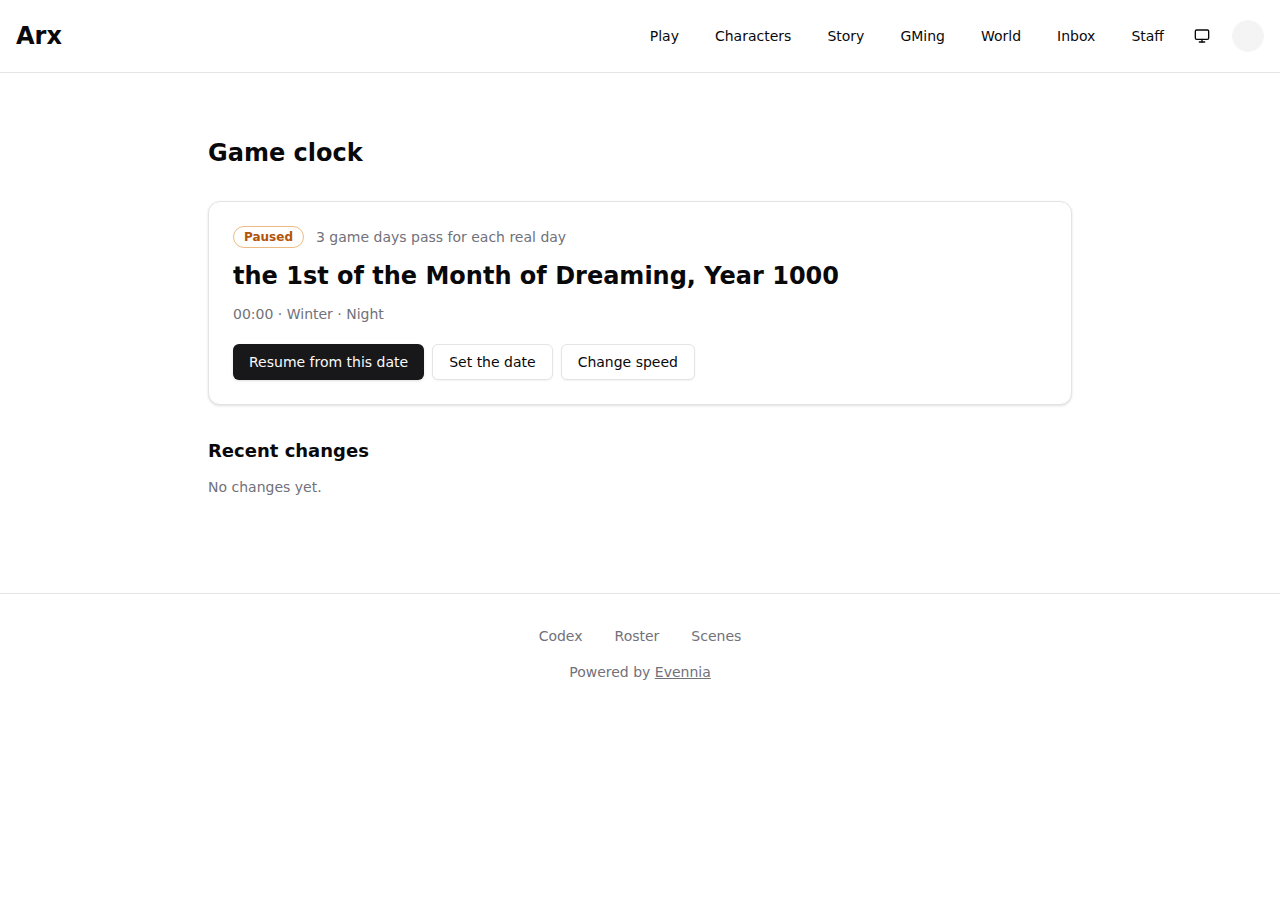 Arx
Play Characters Story GMing World Inbox Staff
Game clock
Paused 3 game days pass for each real day
the 1st of the Month of Dreaming, Year 1000
00:00 · Winter · Night
Resume from this date Set the date Change speed
Recent changes
No changes yet.
Codex Roster Scenes
Powered by Evennia